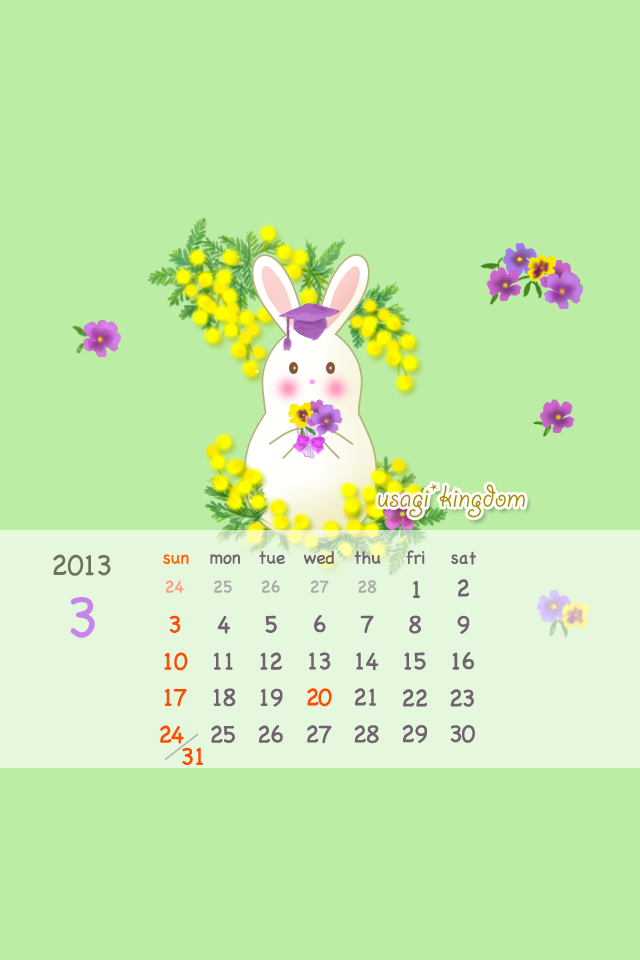 usagi kingdom
2013
3
sun mon tue wed thu fri sat
24 25 26 27 28 1 2
3 4 5 6 7 8 9
10 11 12 13 14 15 16
17 18 19 20 21 22 23
24/31 25 26 27 28 29 30